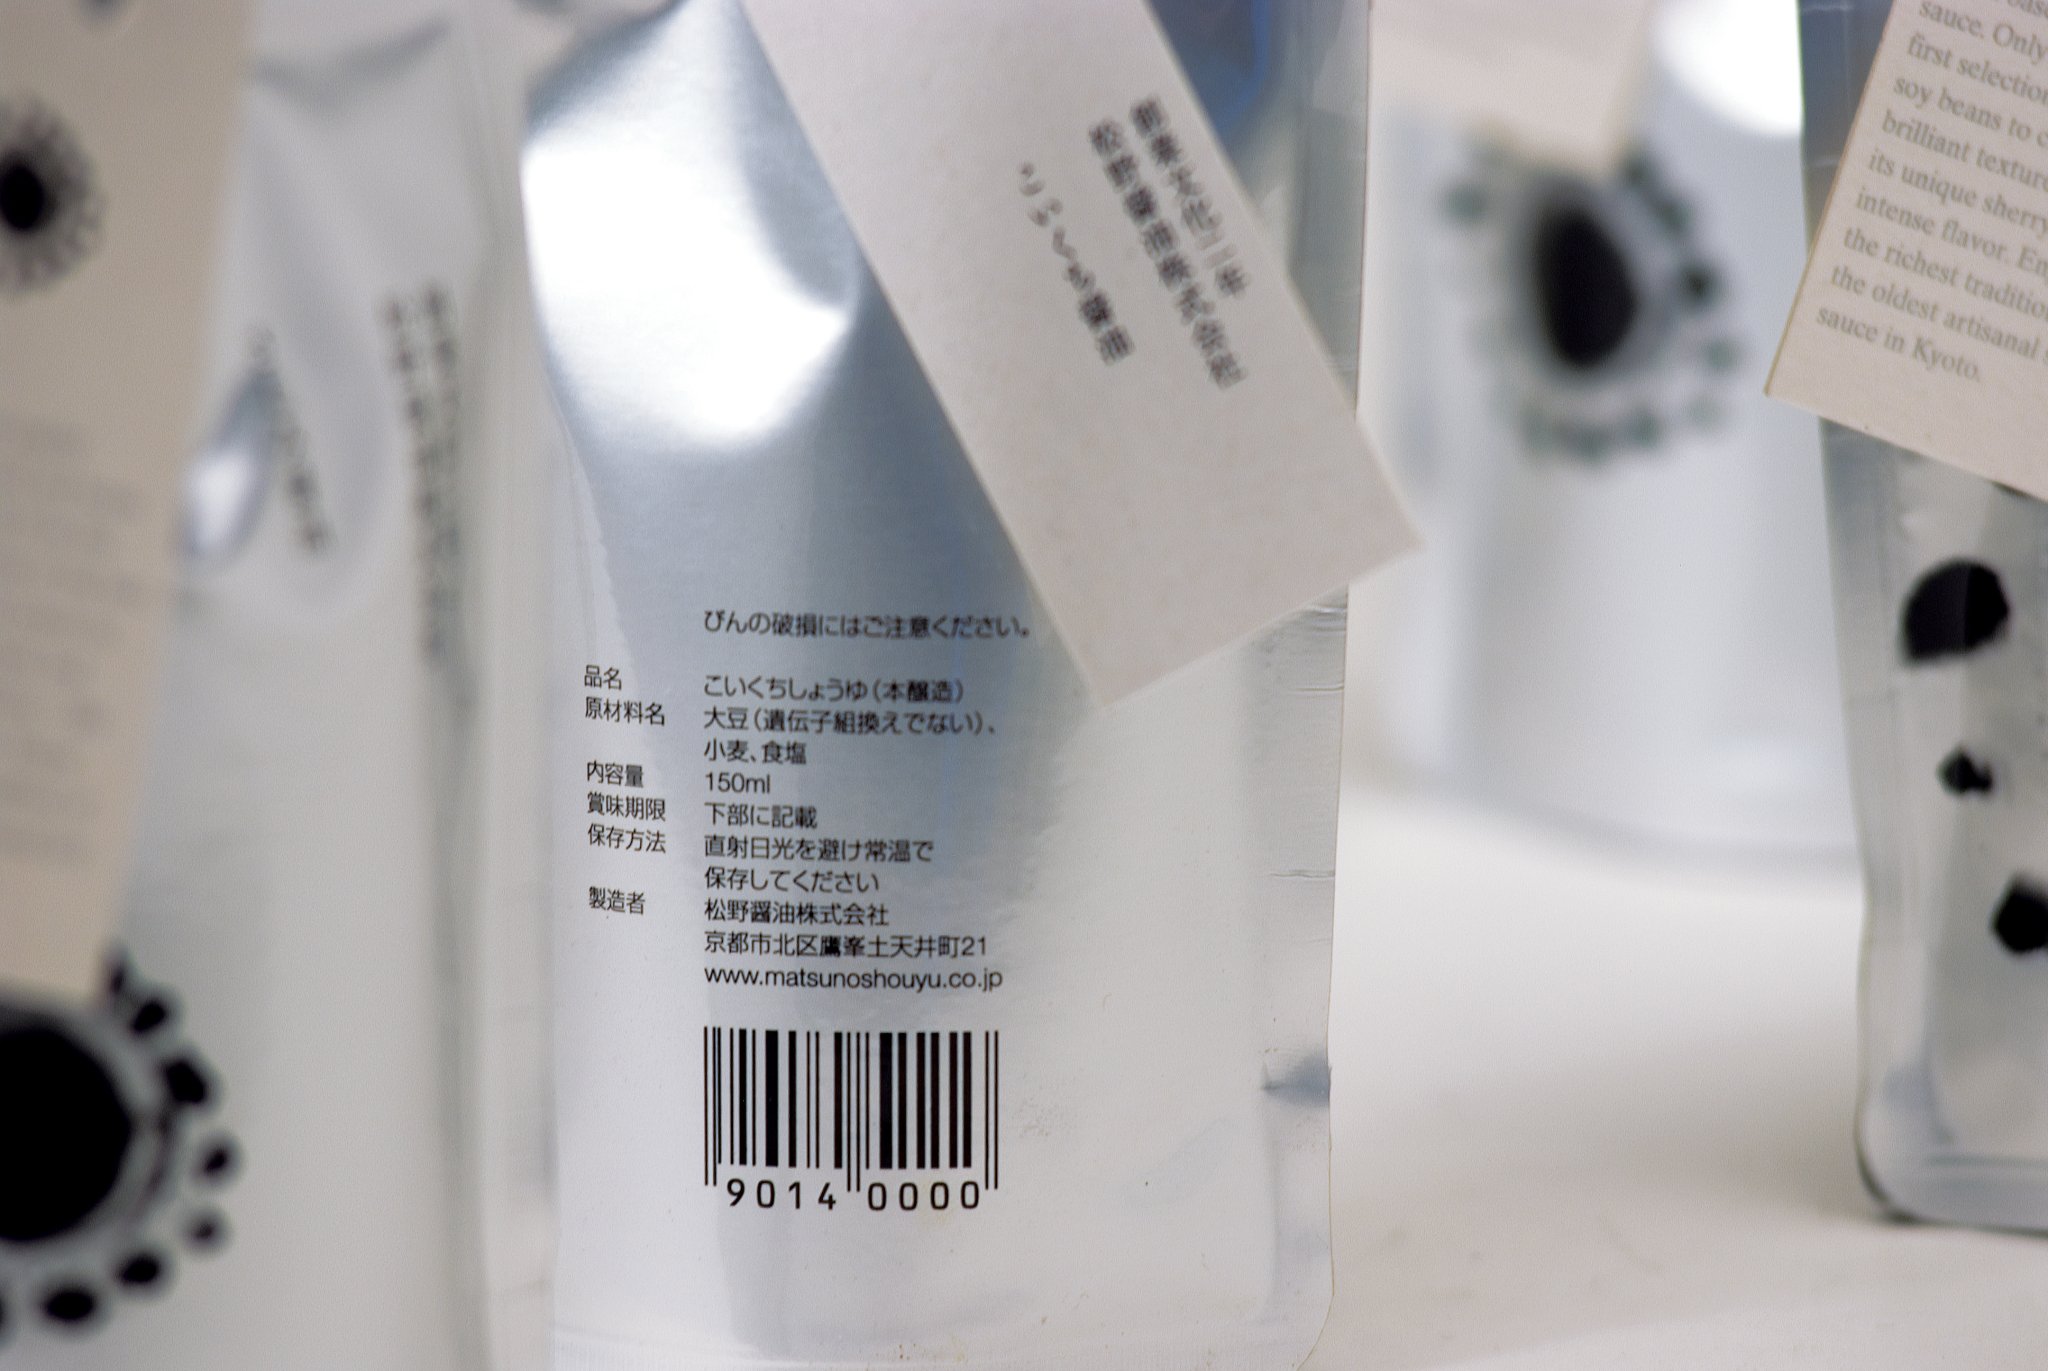 創業文化二年
松野醤油株式会社
こいくち醤油
びんの破損にはご注意ください。
品名 こいくちしょうゆ(本醸造)
原材料名 大豆(遺伝子組換えでない)、
小麦、食塩
内容量 150ml
賞味期限 下部に記載
保存方法 直射日光を避け常温で
保存してください
製造者 松野醤油株式会社
京都市北区鷹峯土天井町21
www.matsunoshouyu.co.jp
9014 0000
sauce. Only
first selection
soy beans to
brilliant texture
its unique sherry
intense flavor.
the richest
the oldest artisanal
sauce in Kyoto.